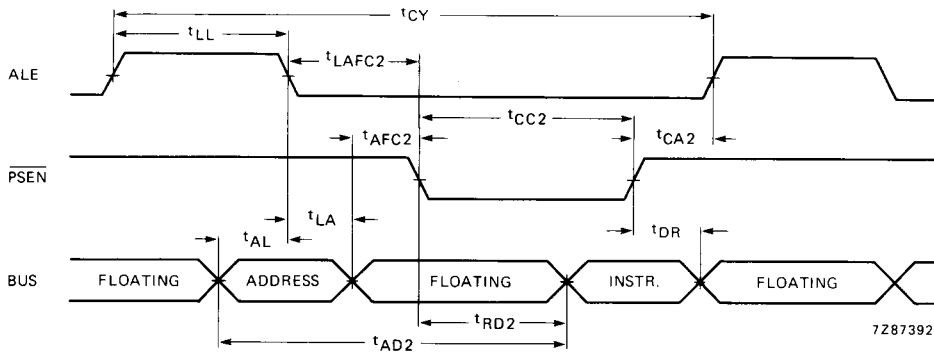 tCY
tLL
tLAFC2
ALE
tCC2
tAFC2
tCA2
PSEN
tLA
tAL
tDR
BUS
FLOATING ADDRESS FLOATING INSTR. FLOATING
tRD2
tAD2
7Z87392